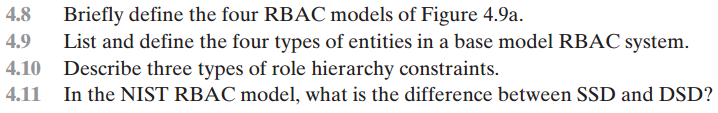 4.8 Briefly define the four RBAC models of Figure 4.9a.
4.9 List and define the four types of entities in a base model RBAC system.
4.10 Describe three types of role hierarchy constraints.
4.11 In the NIST RBAC model, what is the difference between SSD and DSD?